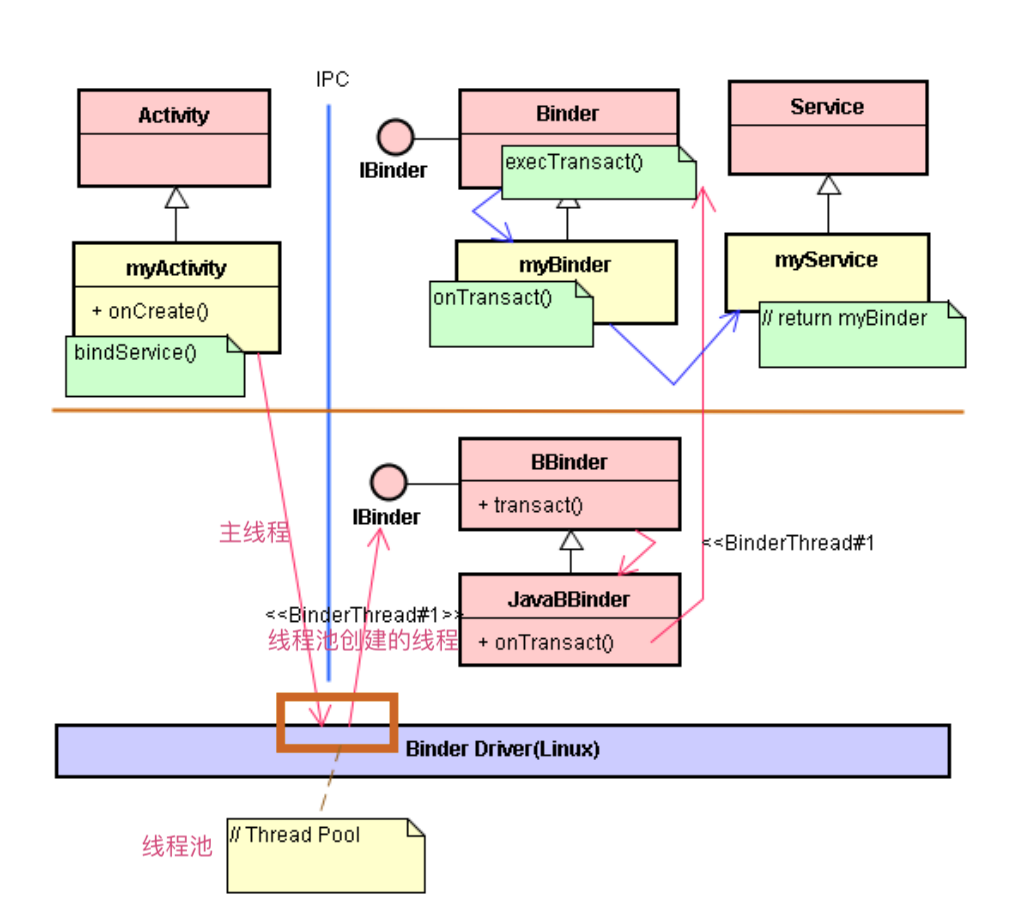 IPC
Activity
Binder
Service
IBinder
execTransact()
myActivity
+ onCreate()
bindService()
myBinder
onTransact()
myService
// return myBinder
BBinder
+ transact()
IBinder
主线程
<<BinderThread#1
<<BinderThread#1>>
线程池创建的线程
JavaBBinder
+ onTransact()
Binder Driver(Linux)
// Thread Pool
线程池